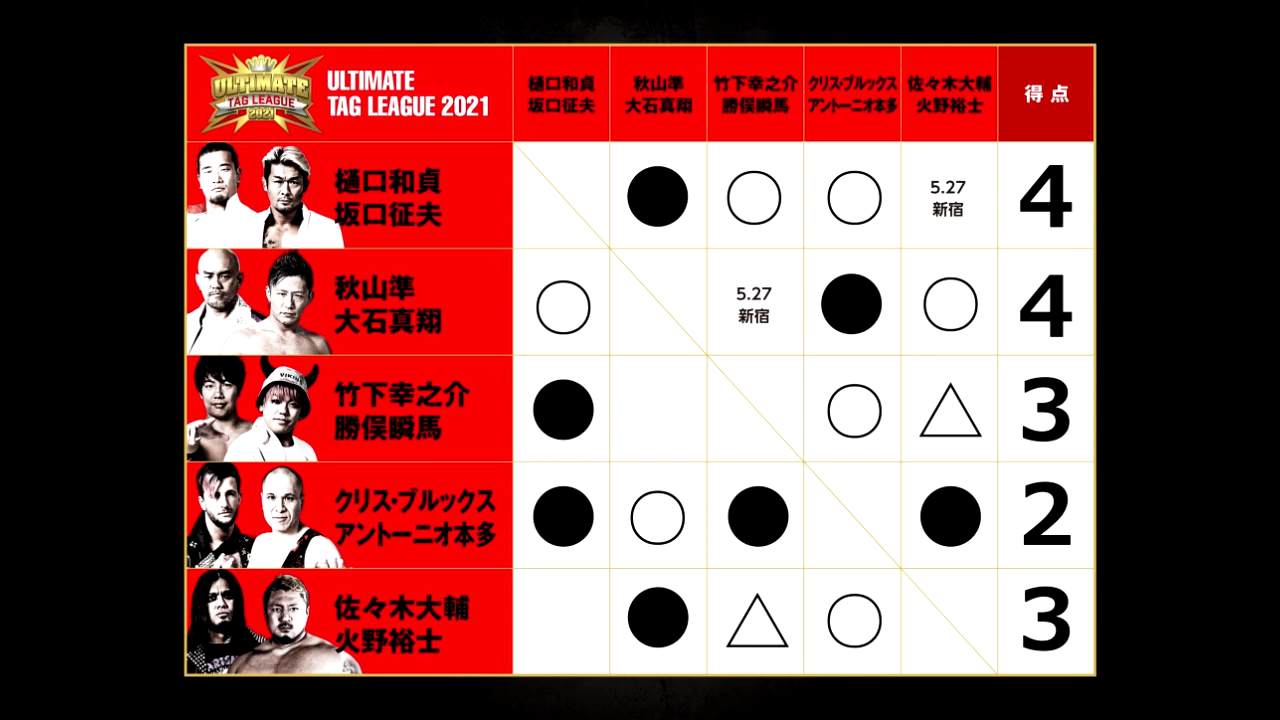 ULTIMATE
TAG LEAGUE
2021
ULTIMATE
TAG LEAGUE 2021
樋口和貞
坂口征夫
秋山準
大石真翔
竹下幸之介
勝俣瞬馬
クリス・ブルックス
アントーニオ本多
佐々木大輔
火野裕士
得点
樋口和貞
坂口征夫
●
○
○
5.27
新宿
4
秋山準
大石真翔
○
5.27
新宿
●
○
4
竹下幸之介
勝俣瞬馬
●
○
△
3
クリス・ブルックス
アントーニオ本多
●
○
●
●
2
佐々木大輔
火野裕士
●
△
○
3